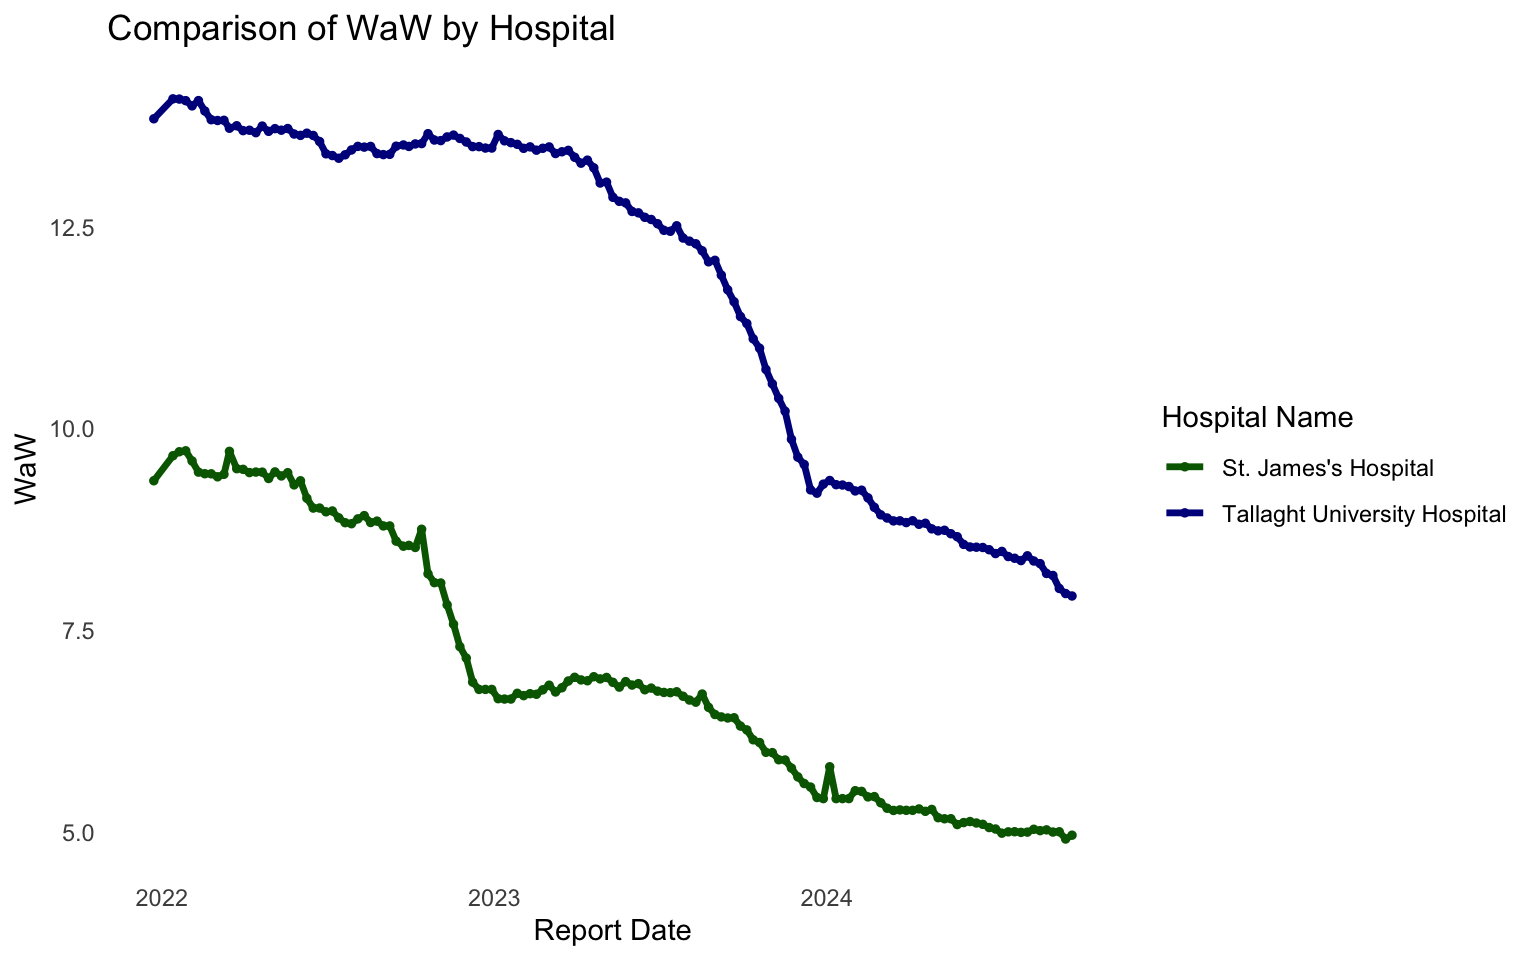 Comparison of WaW by Hospital
12.5
10.0
7.5
5.0
WaW
2022
2023
2024
Report Date
Hospital Name
St. James's Hospital
Tallaght University Hospital